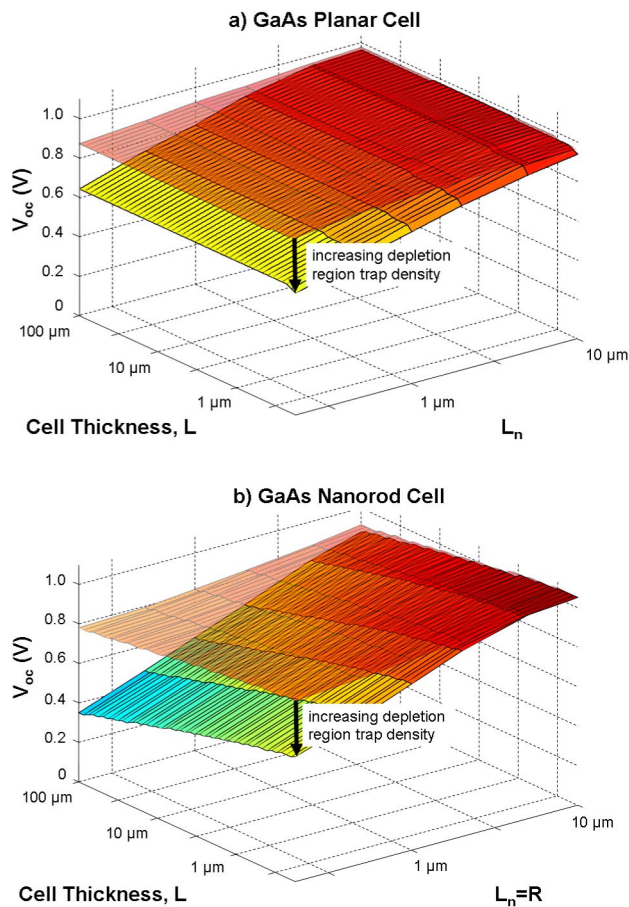 a) GaAs Planar Cell
1.0
0.8
0.6
0.4
0.2
0
Voc (V)
increasing depletion
region trap density
100 µm
10 µm
1 µm
1 µm
10 µm
Cell Thickness, L
Ln
b) GaAs Nanorod Cell
1.0
0.8
0.6
0.4
0.2
0
Voc (V)
increasing depletion
region trap density
100 µm
10 µm
1 µm
1 µm
10 µm
Cell Thickness, L
Ln=R